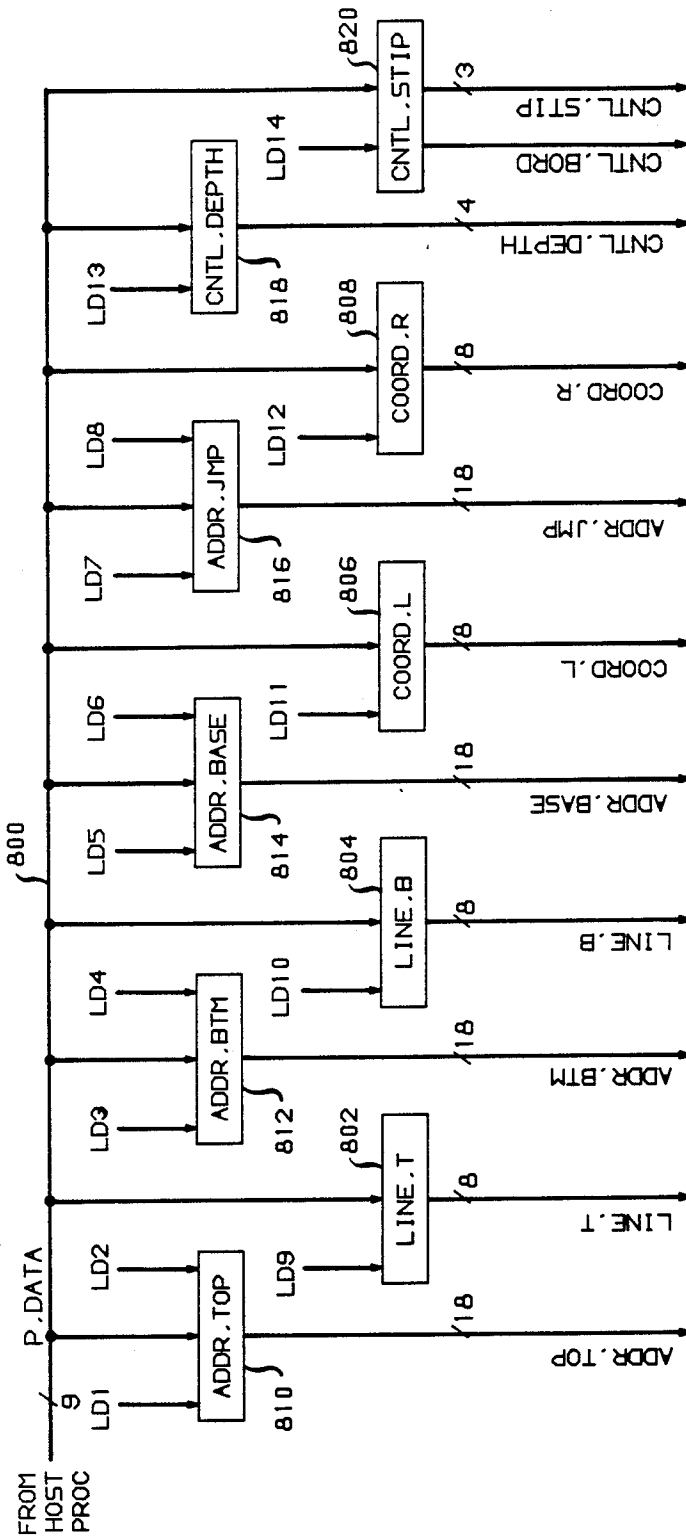 FROM
HOST
PROC
9
P.DATA
800
LD1
LD2
ADDR.TOP
810
18
ADDR.TOP
LD9
802
LINE.T
8
LINE.T
LD3
LD4
ADDR.BTM
812
18
ADDR.BTM
LD10
804
LINE.B
8
LINE.B
LD5
LD6
ADDR.BASE
814
18
ADDR.BASE
LD11
806
COORD.L
8
COORD.L
LD7
LD8
ADDR.JMP
816
18
ADDR.JMP
LD12
808
COORD.R
8
COORD.R
LD13
CNTL.DEPTH
818
4
CNTL.DEPTH
LD14
820
CNTL.STIP
3
CNTL.BORD
CNTL.STIP